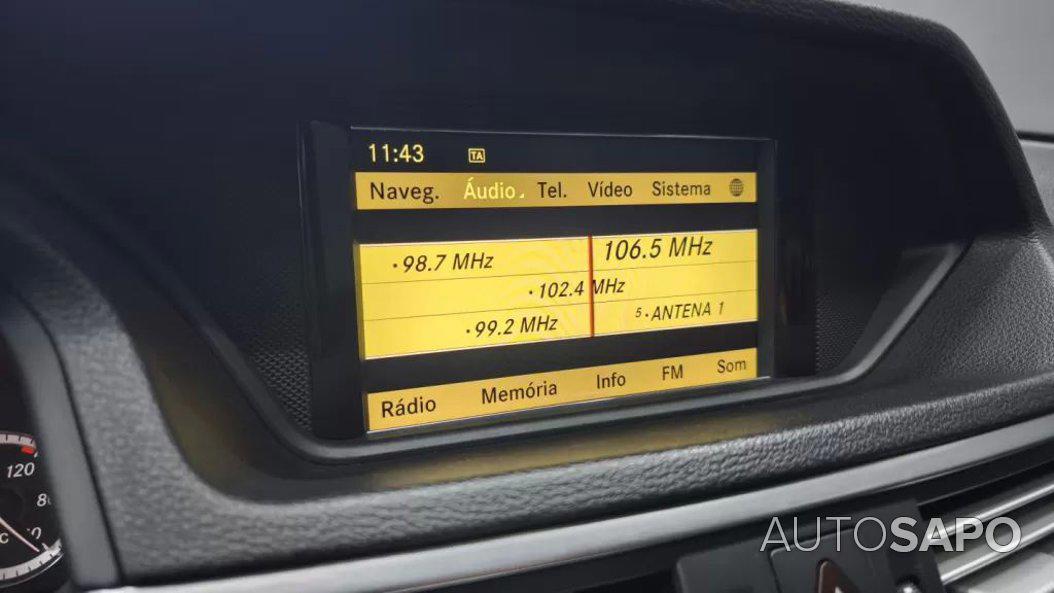 11:43 TA
Naveg. Áudio Tel. Vídeo Sistema
106.5 MHz
·98.7 MHz
·102.4 MHz
·99.2 MHz
5·ANTENA 1
Rádio Memória Info FM Som
120
AUTOSAPO